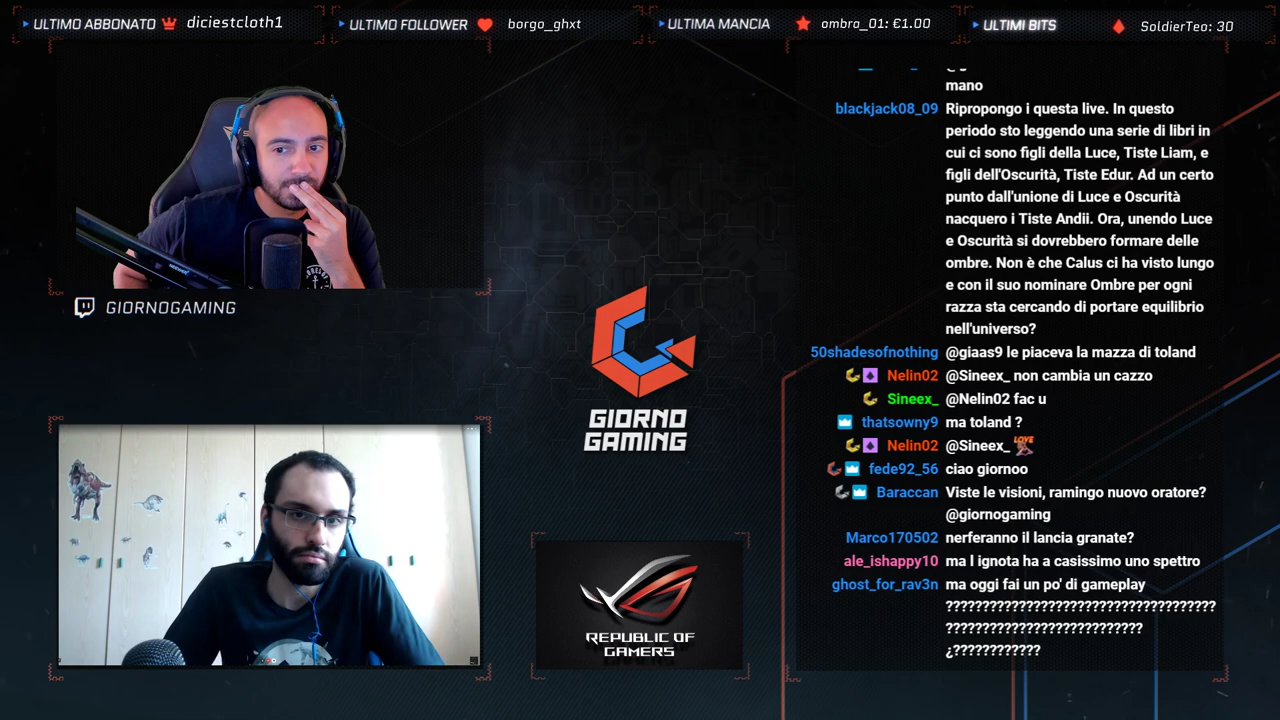 ULTIMO ABBONATO diciestcloth1
ULTIMO FOLLOWER borgo_ghxt
ULTIMA MANCIA ombra_01: €1.00
ULTIMI BITS SoldierTeo: 30
GIORNOGAMING
GIORNO
GAMING
REPUBLIC OF
GAMERS
mano
blackjack08_09 Ripropongo i questa live. In questo
periodo sto leggendo una serie di libri in
cui ci sono figli della Luce, Tiste Liam, e
figli dell'Oscurità, Tiste Edur. Ad un certo
punto dall'unione di Luce e Oscurità
nacquero i Tiste Andii. Ora, unendo Luce
e Oscurità si dovrebbero formare delle
ombre. Non è che Calus ci ha visto lungo
e con il suo nominare Ombre per ogni
razza sta cercando di portare equilibrio
nell'universo?
50shadesofnothing @giaas9 le piaceva la mazza di toland
Nelin02 @Sineex_ non cambia un cazzo
Sineex_ @Nelin02 fac u
thatsowny9 ma toland ?
Nelin02 @Sineex_ LOVE
fede92_56 ciao giornoo
Baraccan Viste le visioni, ramingo nuovo oratore?
@giornogaming
Marco170502 nerferanno il lancia granate?
ale_ishappy10 ma l ignota ha a casissimo uno spettro
ghost_for_rav3n ma oggi fai un po' di gameplay
?????????????????????????????????????
???????????????????????????
¿????????????